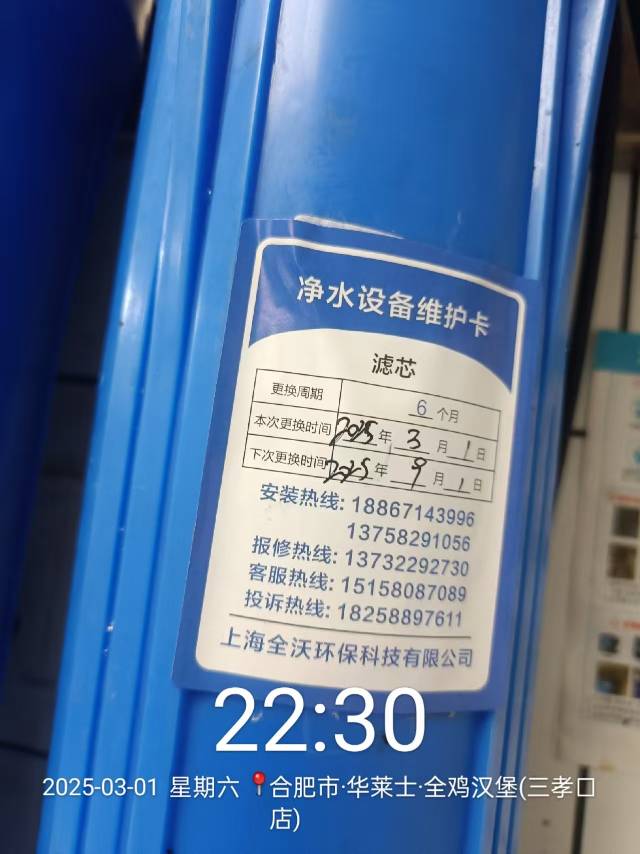 净水设备维护卡
滤芯
更换周期 6 个月
本次更换时间 2025 年 3 月 1 日
下次更换时间 2025 年 9 月 1 日
安装热线: 18867143996
13758291056
报修热线: 13732292730
客服热线: 15158087089
投诉热线: 18258897611
上海全沃环保科技有限公司
22:30
2025-03-01 星期六 📍合肥市·华莱士·全鸡汉堡(三孝口
店)